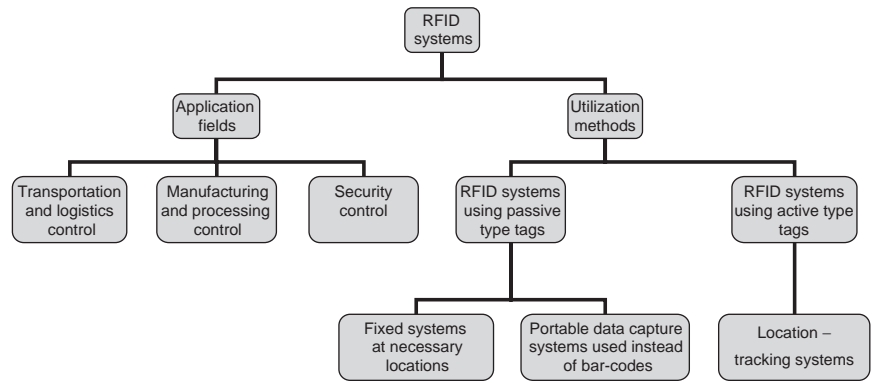 RFID
systems
Application
fields
Utilization
methods
Transportation
and logistics
control
Manufacturing
and processing
control
Security
control
RFID systems
using passive
type tags
RFID systems
using active type
tags
Fixed systems
at necessary
locations
Portable data capture
systems used instead
of bar-codes
Location –
tracking systems